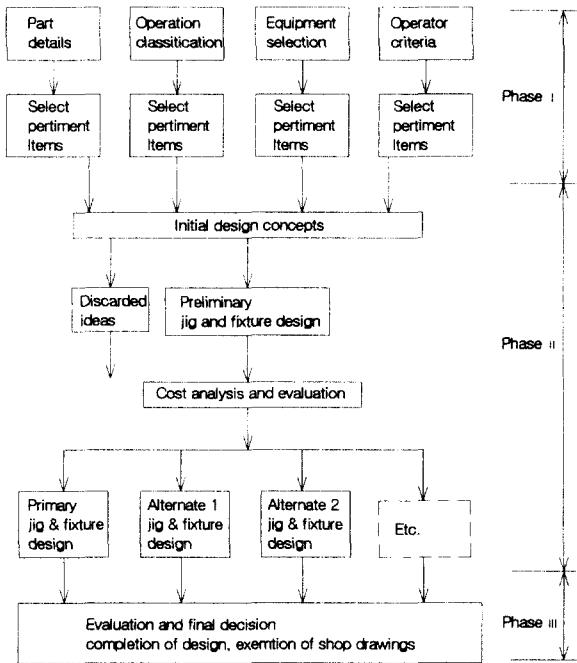 Part
details
Operation
classitication
Equipment
selection
Operator
criteria
Select
pertiment
Items
Select
pertiment
Items
Select
pertiment
Items
Select
pertiment
Items
Phase I
Initial design concepts
Discarded
ideas
Preliminary
jig and fixture design
Phase II
Cost analysis and evaluation
Primary
jig & fixture
design
Alternate 1
jig & fixture
design
Alternate 2
jig & fixture
design
Etc.
Evaluation and final decision
completion of design, exemtion of shop drawings
Phase III